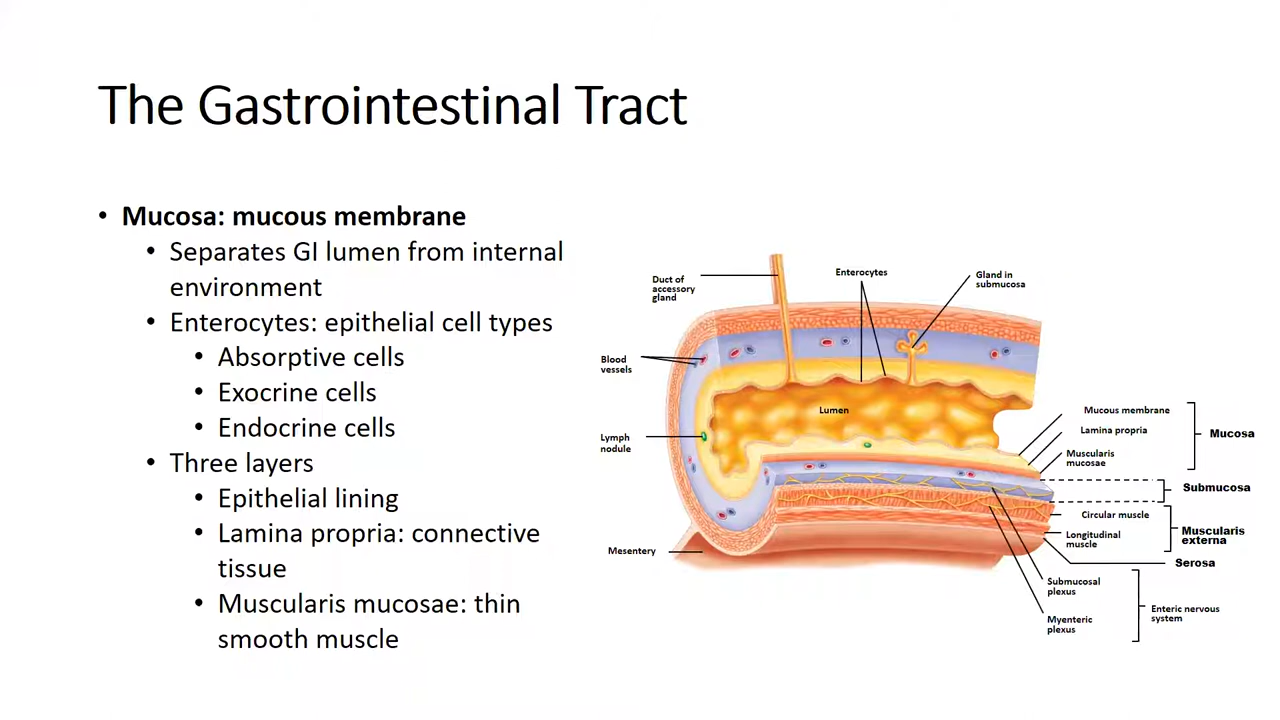 The Gastrointestinal Tract
• Mucosa: mucous membrane
• Separates GI lumen from internal
environment
• Enterocytes: epithelial cell types
• Absorptive cells
• Exocrine cells
• Endocrine cells
• Three layers
• Epithelial lining
• Lamina propria: connective
tissue
• Muscularis mucosae: thin
smooth muscle
Duct of
accessory
gland
Enterocytes
Gland in
submucosa
Blood
vessels
Lumen
Lymph
nodule
Mesentery
Mucous membrane
Lamina propria
Muscularis
mucosae
Mucosa
Submucosa
Circular muscle
Longitudinal
muscle
Muscularis
externa
Serosa
Submucosal
plexus
Myenteric
plexus
Enteric nervous
system